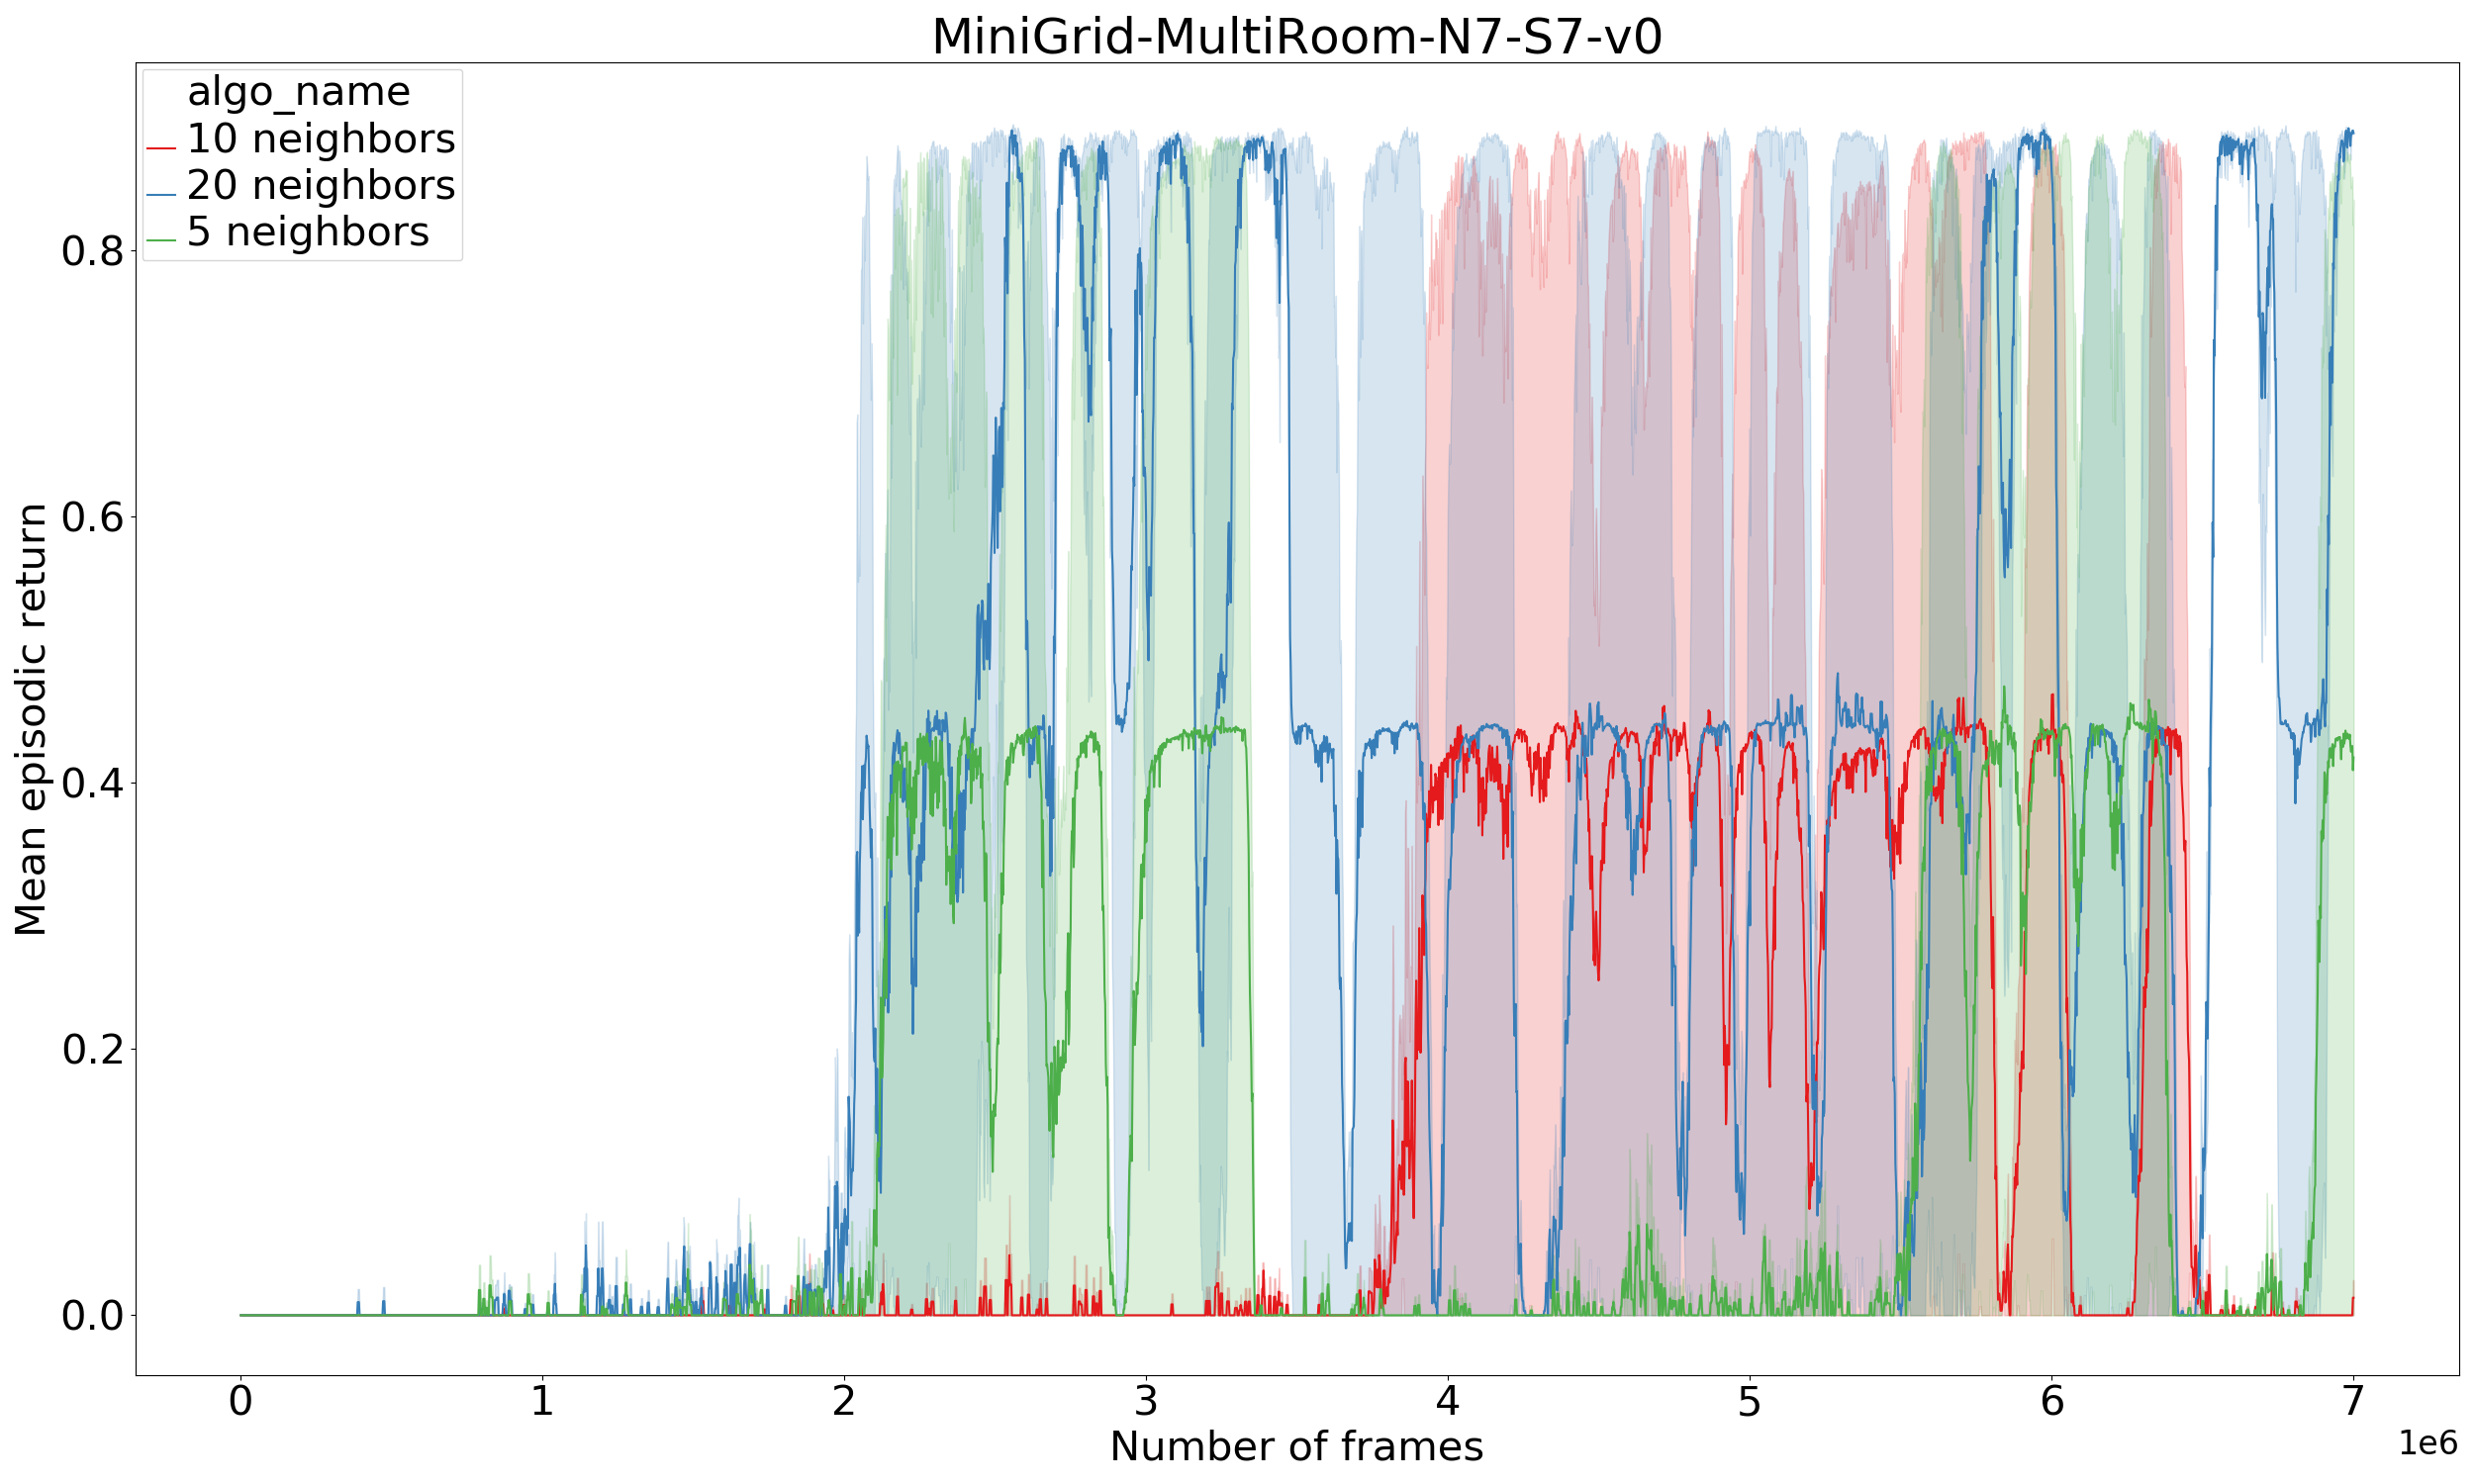 MiniGrid-MultiRoom-N7-S7-v0
algo_name
10 neighbors
20 neighbors
5 neighbors
Mean episodic return
0.8
0.6
0.4
0.2
0.0
0 1 2 3 4 5 6 7
1e6
Number of frames